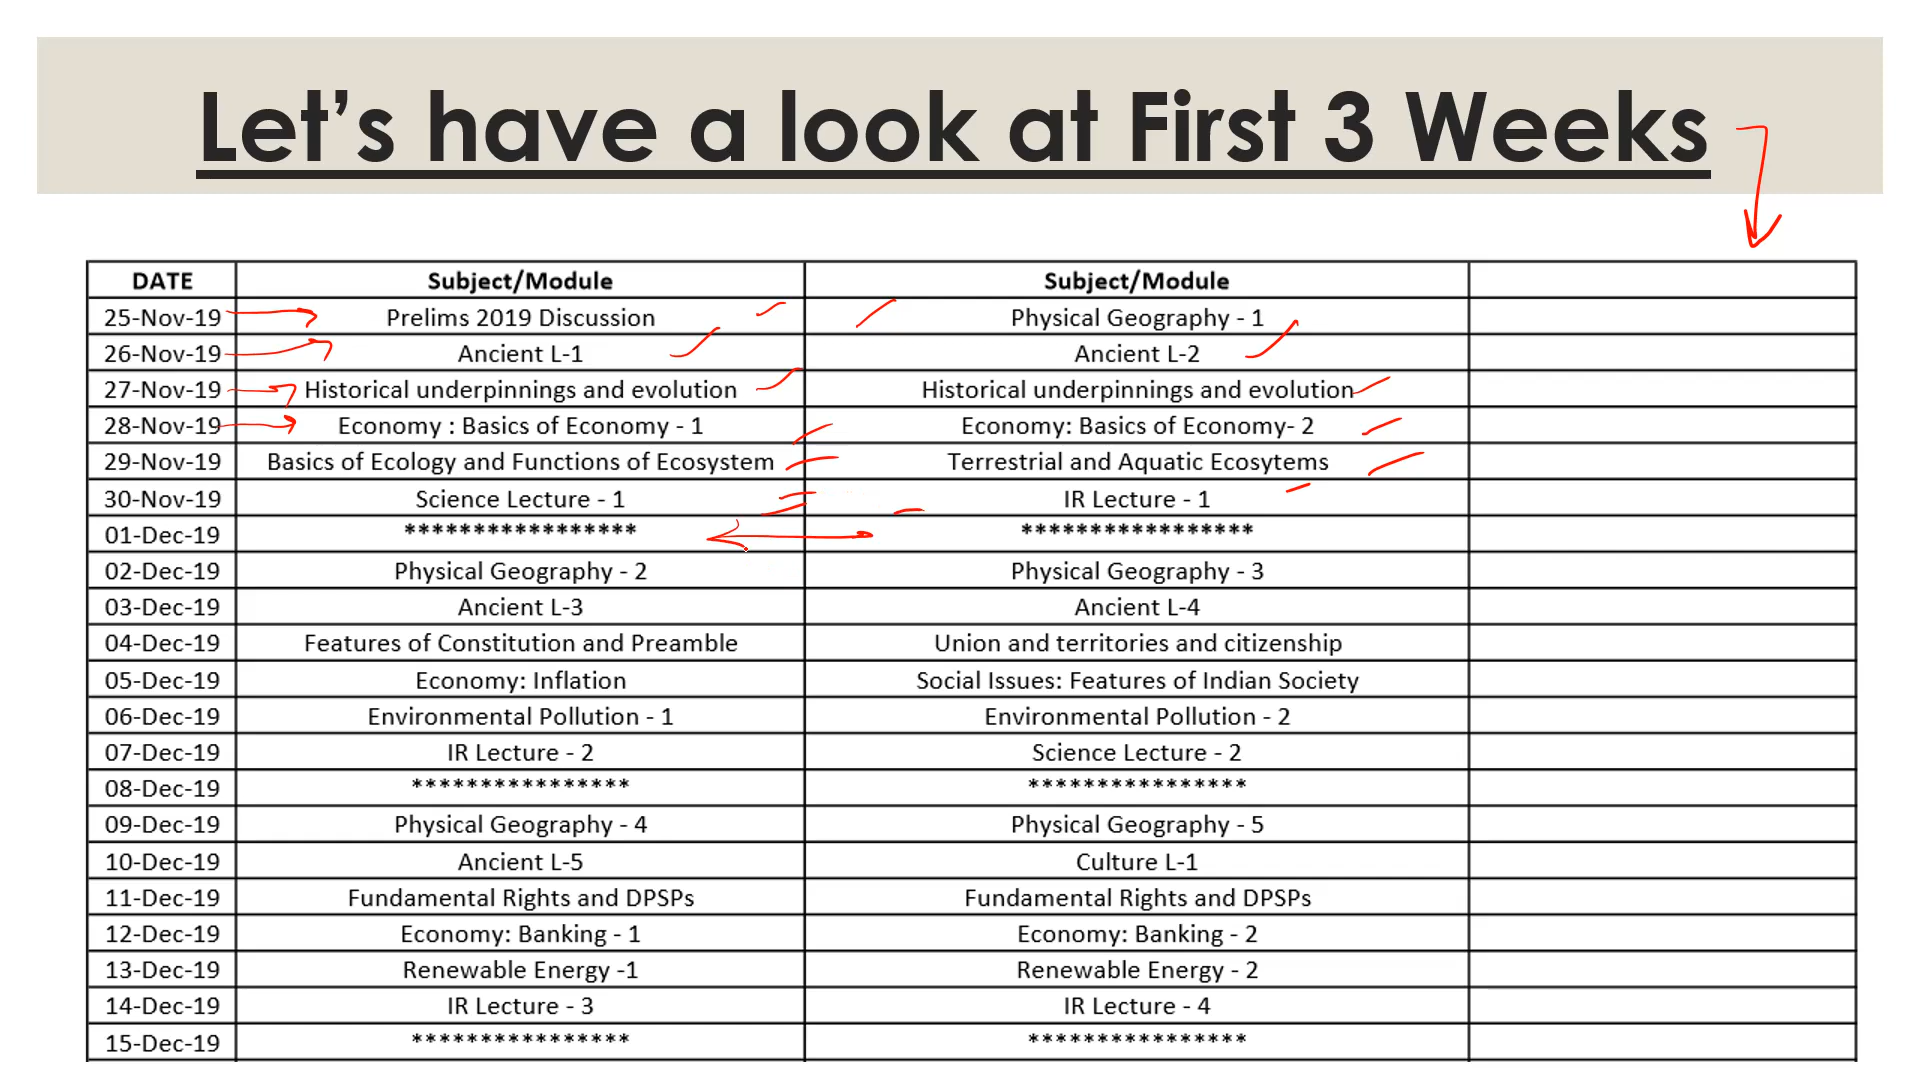 Let’s have a look at First 3 Weeks
DATE Subject/Module Subject/Module
25-Nov-19 Prelims 2019 Discussion Physical Geography - 1
26-Nov-19 Ancient L-1 Ancient L-2
27-Nov-19 Historical underpinnings and evolution Historical underpinnings and evolution
28-Nov-19 Economy : Basics of Economy - 1 Economy: Basics of Economy- 2
29-Nov-19 Basics of Ecology and Functions of Ecosystem Terrestrial and Aquatic Ecosytems
30-Nov-19 Science Lecture - 1 IR Lecture - 1
01-Dec-19 ***************** *****************
02-Dec-19 Physical Geography - 2 Physical Geography - 3
03-Dec-19 Ancient L-3 Ancient L-4
04-Dec-19 Features of Constitution and Preamble Union and territories and citizenship
05-Dec-19 Economy: Inflation Social Issues: Features of Indian Society
06-Dec-19 Environmental Pollution - 1 Environmental Pollution - 2
07-Dec-19 IR Lecture - 2 Science Lecture - 2
08-Dec-19 **************** ****************
09-Dec-19 Physical Geography - 4 Physical Geography - 5
10-Dec-19 Ancient L-5 Culture L-1
11-Dec-19 Fundamental Rights and DPSPs Fundamental Rights and DPSPs
12-Dec-19 Economy: Banking - 1 Economy: Banking - 2
13-Dec-19 Renewable Energy -1 Renewable Energy - 2
14-Dec-19 IR Lecture - 3 IR Lecture - 4
15-Dec-19 **************** ****************